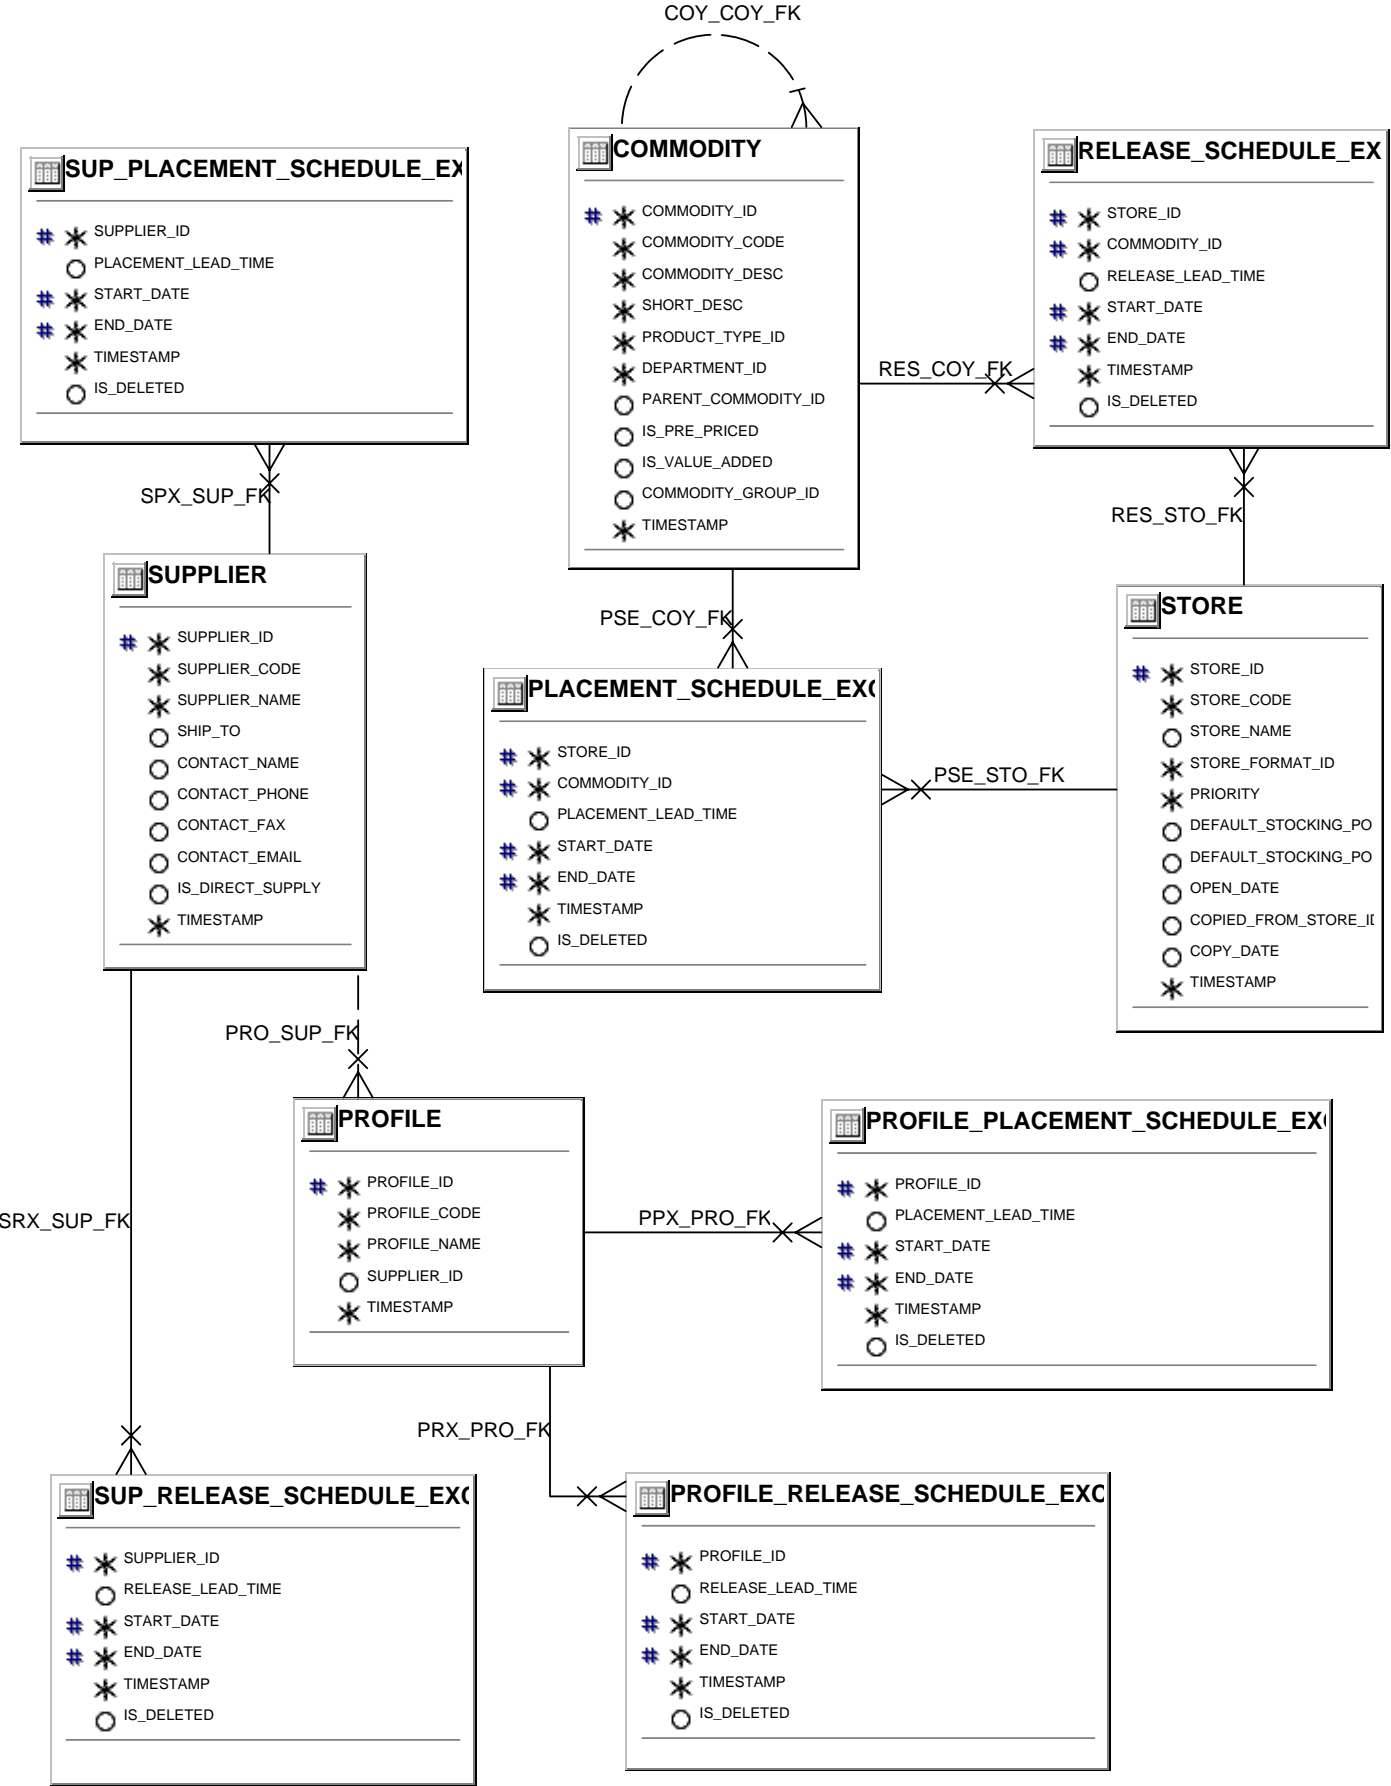 COY_COY_FK
SUP_PLACEMENT_SCHEDULE_EX
# SUPPLIER_ID
PLACEMENT_LEAD_TIME
# START_DATE
# END_DATE
TIMESTAMP
IS_DELETED
COMMODITY
# COMMODITY_ID
COMMODITY_CODE
COMMODITY_DESC
SHORT_DESC
PRODUCT_TYPE_ID
DEPARTMENT_ID
PARENT_COMMODITY_ID
IS_PRE_PRICED
IS_VALUE_ADDED
COMMODITY_GROUP_ID
TIMESTAMP
RELEASE_SCHEDULE_EX
# STORE_ID
# COMMODITY_ID
RELEASE_LEAD_TIME
# START_DATE
# END_DATE
TIMESTAMP
IS_DELETED
RES_COY_FK
SPX_SUP_FK
RES_STO_FK
SUPPLIER
# SUPPLIER_ID
SUPPLIER_CODE
SUPPLIER_NAME
SHIP_TO
CONTACT_NAME
CONTACT_PHONE
CONTACT_FAX
CONTACT_EMAIL
IS_DIRECT_SUPPLY
TIMESTAMP
PSE_COY_FK
PLACEMENT_SCHEDULE_EXC
# STORE_ID
# COMMODITY_ID
PLACEMENT_LEAD_TIME
# START_DATE
# END_DATE
TIMESTAMP
IS_DELETED
PSE_STO_FK
STORE
# STORE_ID
STORE_CODE
STORE_NAME
STORE_FORMAT_ID
PRIORITY
DEFAULT_STOCKING_PO
DEFAULT_STOCKING_PO
OPEN_DATE
COPIED_FROM_STORE_ID
COPY_DATE
TIMESTAMP
PRO_SUP_FK
PROFILE
# PROFILE_ID
PROFILE_CODE
PROFILE_NAME
SUPPLIER_ID
TIMESTAMP
PPX_PRO_FK
PROFILE_PLACEMENT_SCHEDULE_EXC
# PROFILE_ID
PLACEMENT_LEAD_TIME
# START_DATE
# END_DATE
TIMESTAMP
IS_DELETED
SRX_SUP_FK
PRX_PRO_FK
SUP_RELEASE_SCHEDULE_EXC
# SUPPLIER_ID
RELEASE_LEAD_TIME
# START_DATE
# END_DATE
TIMESTAMP
IS_DELETED
PROFILE_RELEASE_SCHEDULE_EXC
# PROFILE_ID
RELEASE_LEAD_TIME
# START_DATE
# END_DATE
TIMESTAMP
IS_DELETED